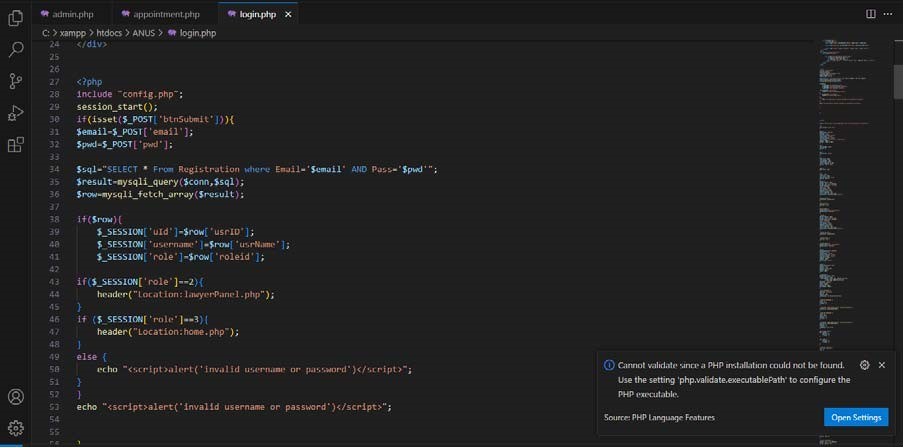 admin.php
appointment.php
login.php
C: > xampp > htdocs > ANUS > login.php
24 </div>
25
26
27 <?php
28 include "config.php";
29 session_start();
30 if(isset($_POST['btnSubmit'])){
31 $email=$_POST['email'];
32 $pwd=$_POST['pwd'];
33
34 $sql="SELECT * From Registration where Email='$email' AND Pass='$pwd'";
35 $result=mysqli_query($conn,$sql);
36 $row=mysqli_fetch_array($result);
37
38 if($row){
39 $_SESSION['uId']=$row['usrID'];
40 $_SESSION['username']=$row['usrName'];
41 $_SESSION['role']=$row['roleid'];
42
43 if($_SESSION['role']==2){
44 header("Location:lawyerPanel.php");
45 }
46 if ($_SESSION['role']==3){
47 header("Location:home.php");
48 }
49 else {
50 echo "<script>alert('invalid username or password')</script>";
51 }
52 }
53 echo "<script>alert('invalid username or password')</script>";
54
55
Cannot validate since a PHP installation could not be found.
Use the setting 'php.validate.executablePath' to configure the
PHP executable.
Source: PHP Language Features
Open Settings